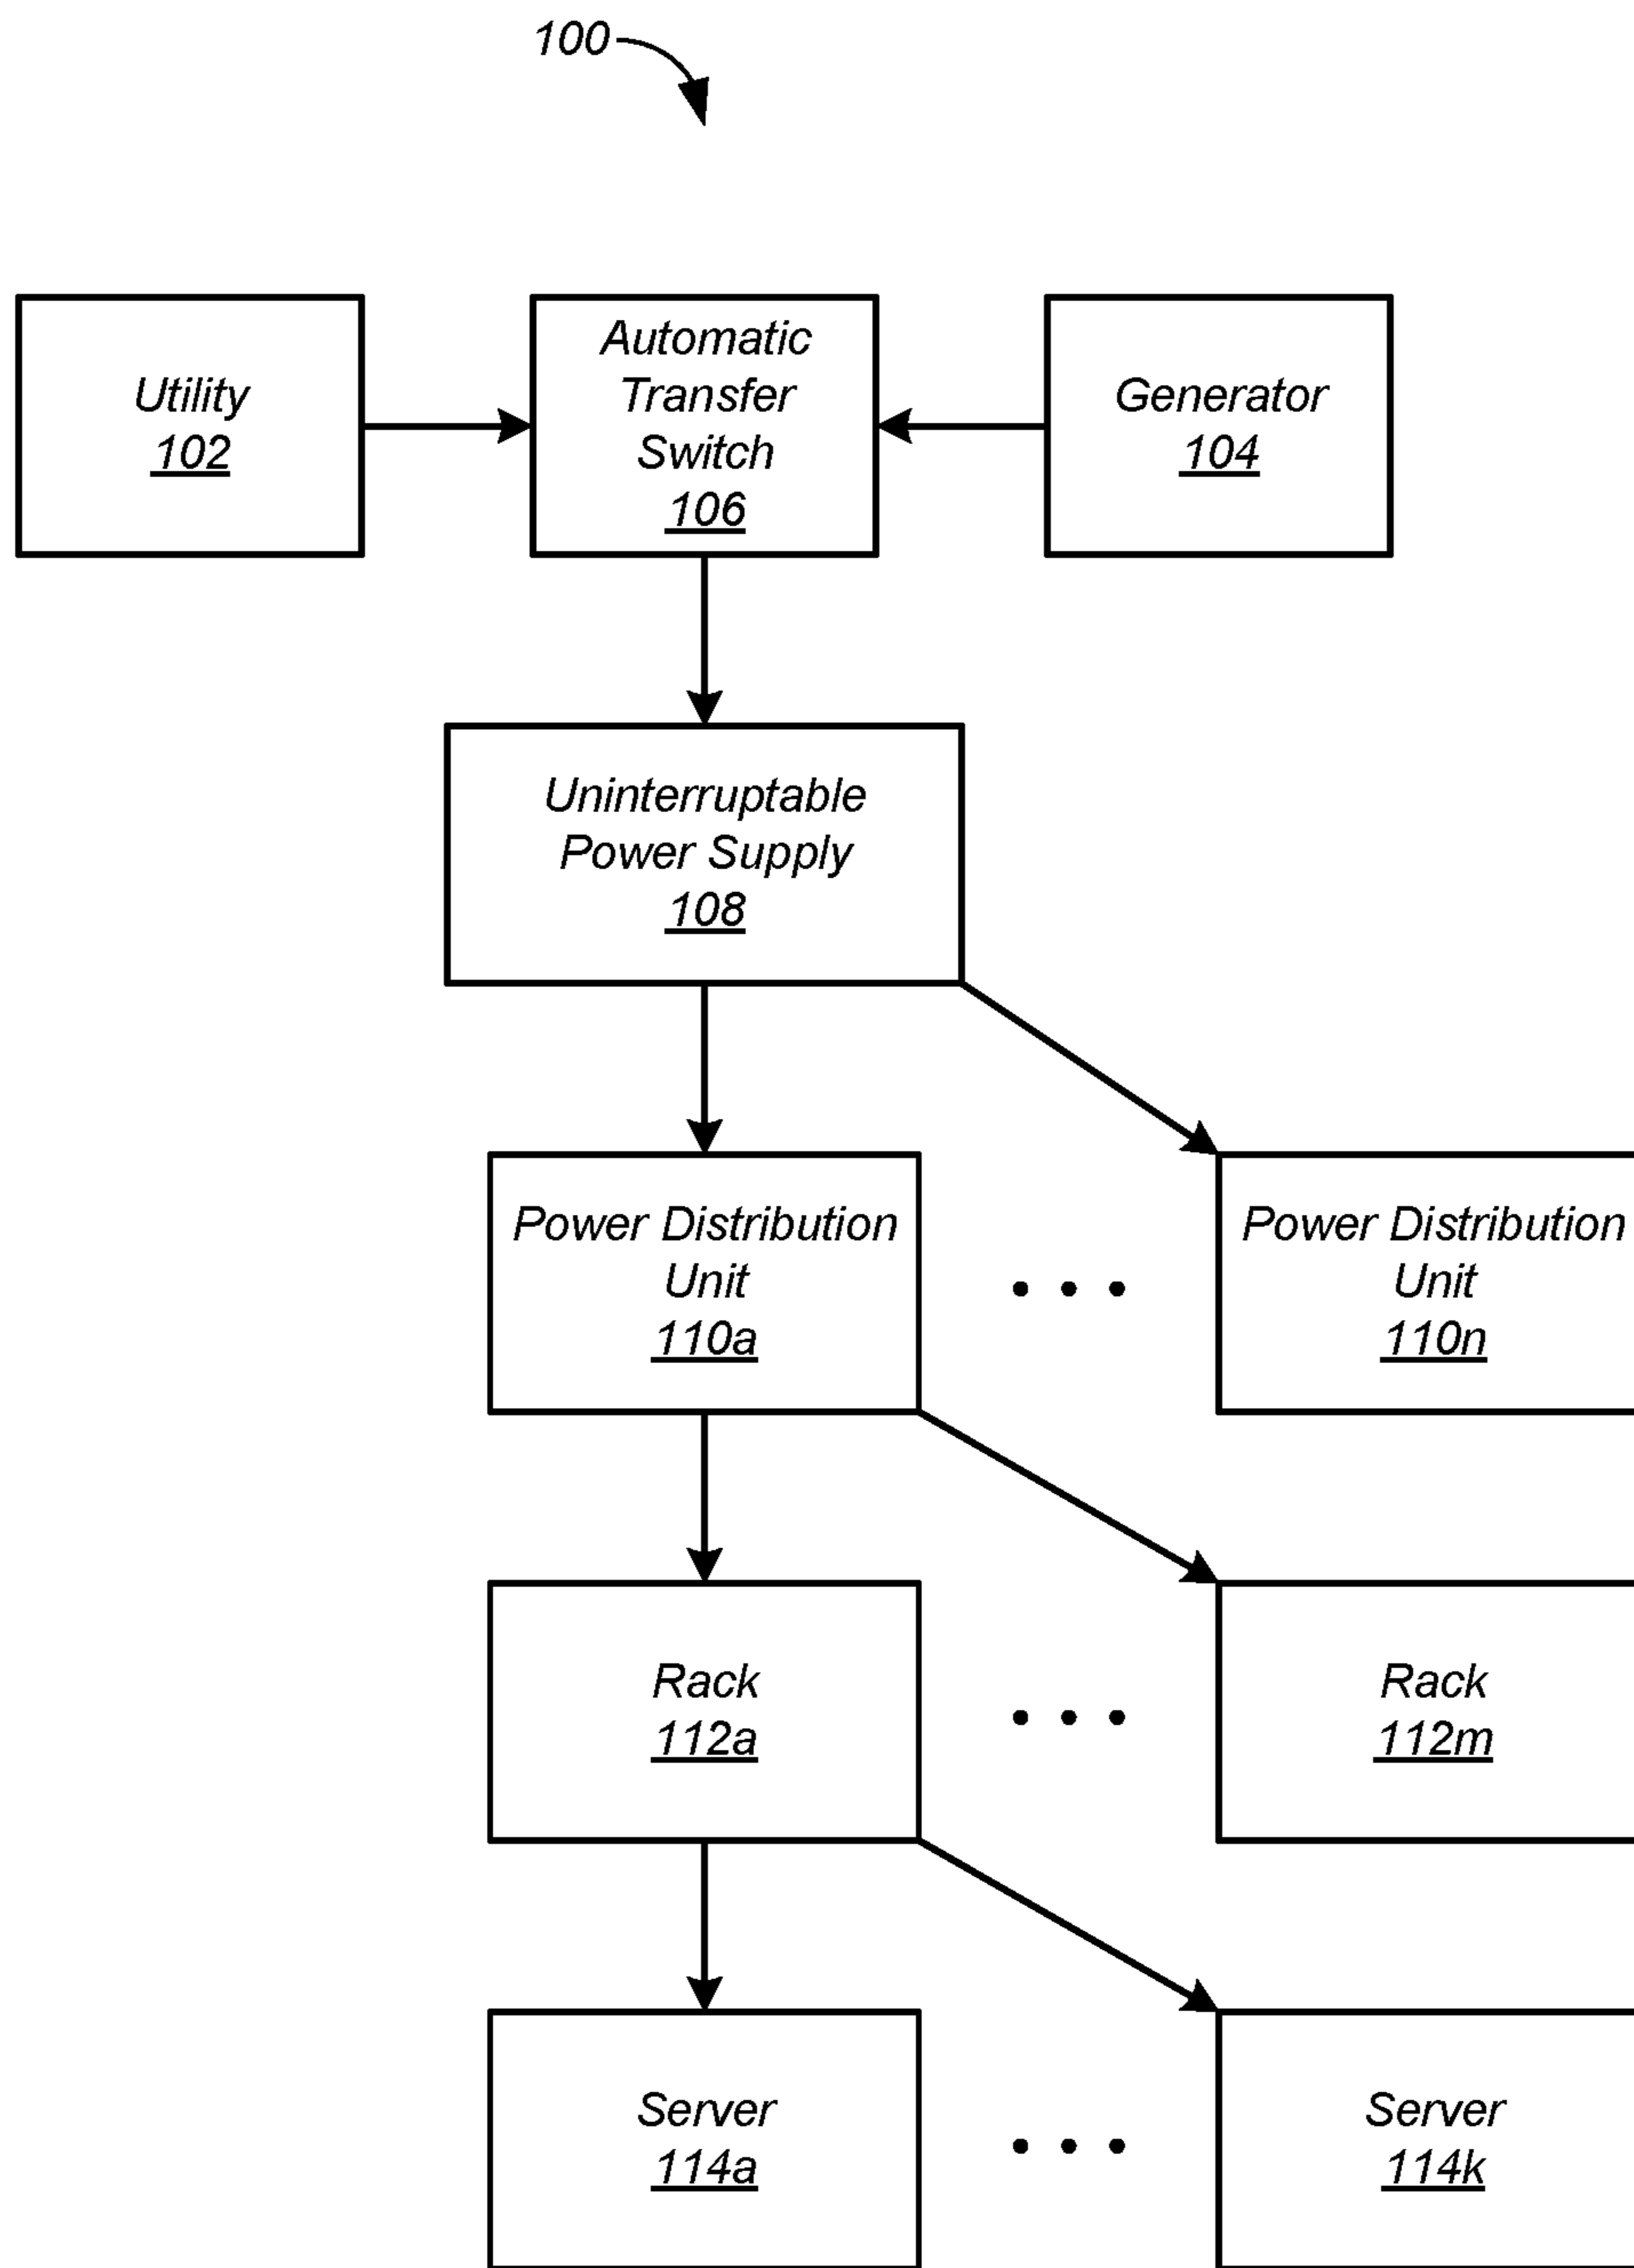 100
Utility
102
Automatic
Transfer
Switch
106
Generator
104
Uninterruptable
Power Supply
108
Power Distribution
Unit
110a
Power Distribution
Unit
110n
Rack
112a
Rack
112m
Server
114a
Server
114k